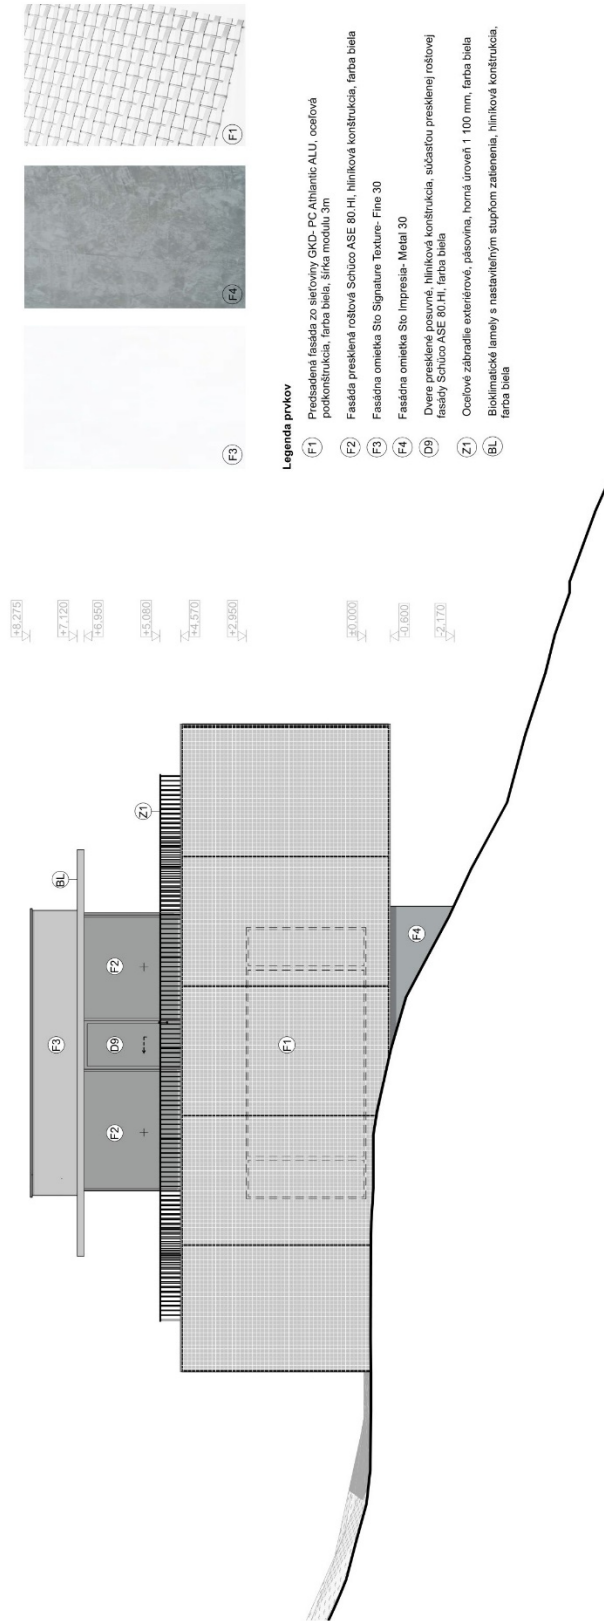 F3
F4
F1
Legenda prvkov
F1 Predsadená fasáda zo sieťoviny GKD- PC Athlantic ALU, oceľová
podkonštrukcia, farba biela, šírka modulu 3m
F2 Fasáda presklená roštová Schüco ASE 80.HI, hliníková konštrukcia, farba biela
F3 Fasádna omietka Sto Signature Texture- Fine 30
F4 Fasádna omietka Sto Impresia- Metal 30
D9 Dvere presklené posuvné, hliníková konštrukcia, súčasťou presklenej roštovej
fasády Schüco ASE 80.HI, farba biela
Z1 Oceľové zábradlie exteriérové, pásovina, horná úroveň 1 100 mm, farba biela
BL Bioklimatické lamely s nastaviteľným stupňom zatienenia, hliníková konštrukcia,
farba biela
+8,275
+7,120
+6,950
+5,080
+4,570
+2,950
±0,000
-0,600
-2,170
F3
BL
F2
D9
F2
Z1
F1
F4